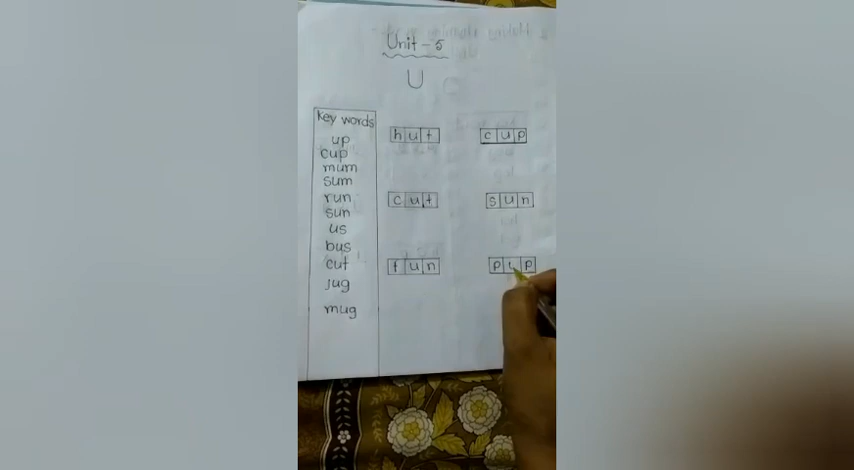 Unit - 5
U
Key words
up
cup
mum
sum
run
sun
us
bus
cut
jug
mug
hut cup
cut sun
fun